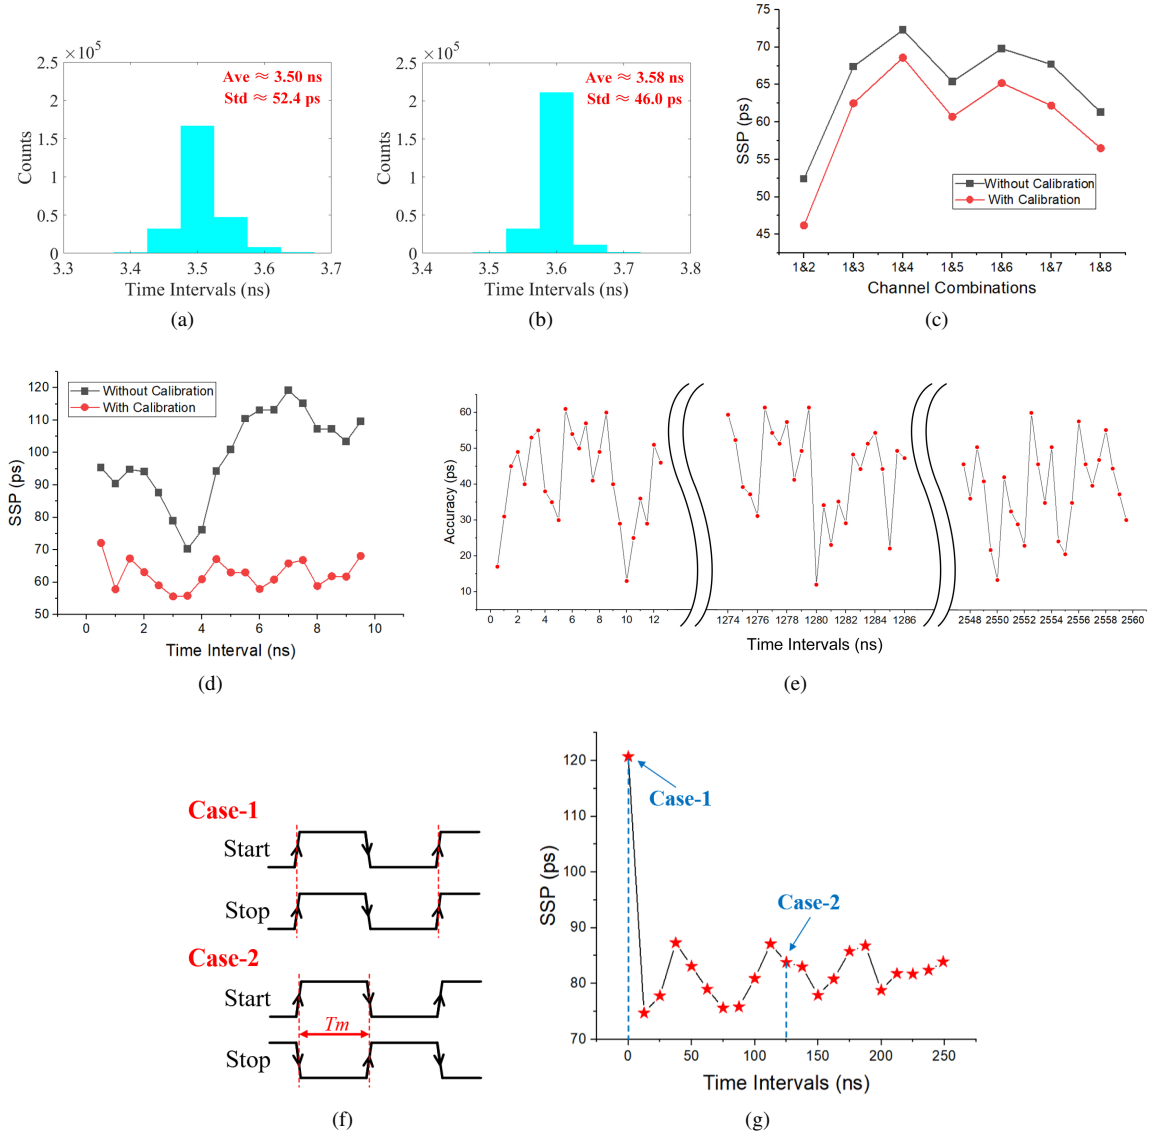 ×10⁵
Ave ≈ 3.50 ns
Std ≈ 52.4 ps
2.5
2
1.5
1
0.5
0
Counts
3.3 3.4 3.5 3.6 3.7
Time Intervals (ns)
(a)
×10⁵
Ave ≈ 3.58 ns
Std ≈ 46.0 ps
2.5
2
1.5
1
0.5
0
Counts
3.4 3.5 3.6 3.7 3.8
Time Intervals (ns)
(b)
75
70
65
60
55
50
45
SSP (ps)
Without Calibration
With Calibration
1&2 1&3 1&4 1&5 1&6 1&7 1&8
Channel Combinations
(c)
120
110
100
90
80
70
60
50
SSP (ps)
Without Calibration
With Calibration
0 2 4 6 8 10
Time Interval (ns)
(d)
60
50
40
30
20
10
Accuracy (ps)
0 2 4 6 8 10 12 1274 1276 1278 1280 1282 1284 1286 2548 2550 2552 2554 2556 2558 2560
Time Intervals (ns)
(e)
Case-1
Start
Stop
Case-2
Start
Tm
Stop
(f)
120
110
100
90
80
70
SSP (ps)
Case-1
Case-2
0 50 100 150 200 250
Time Intervals (ns)
(g)